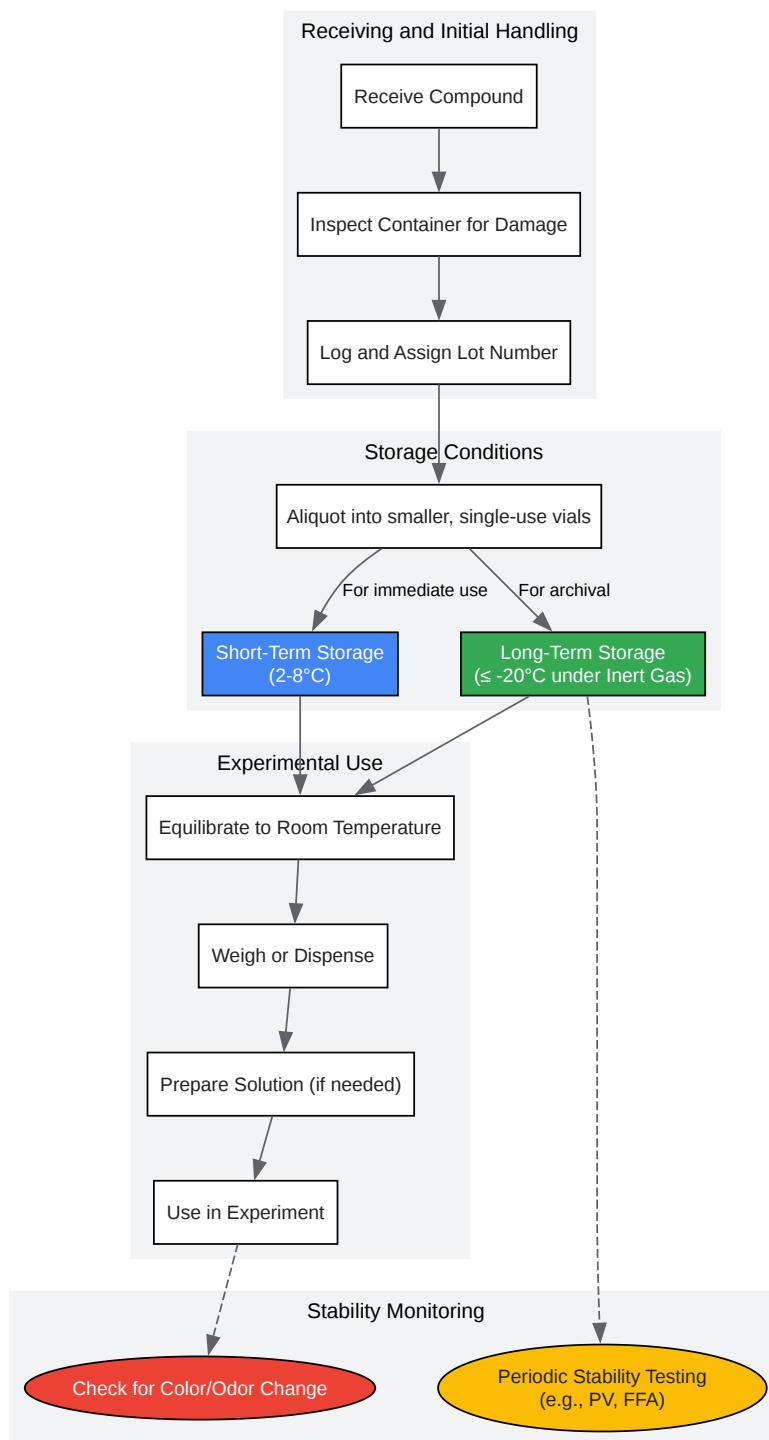 Receiving and Initial Handling
Receive Compound
Inspect Container for Damage
Log and Assign Lot Number
Storage Conditions
Aliquot into smaller, single-use vials
For immediate use
For archival
Short-Term Storage
(2-8°C)
Long-Term Storage
(≤ -20°C under Inert Gas)
Experimental Use
Equilibrate to Room Temperature
Weigh or Dispense
Prepare Solution (if needed)
Use in Experiment
Stability Monitoring
Check for Color/Odor Change
Periodic Stability Testing
(e.g., PV, FFA)